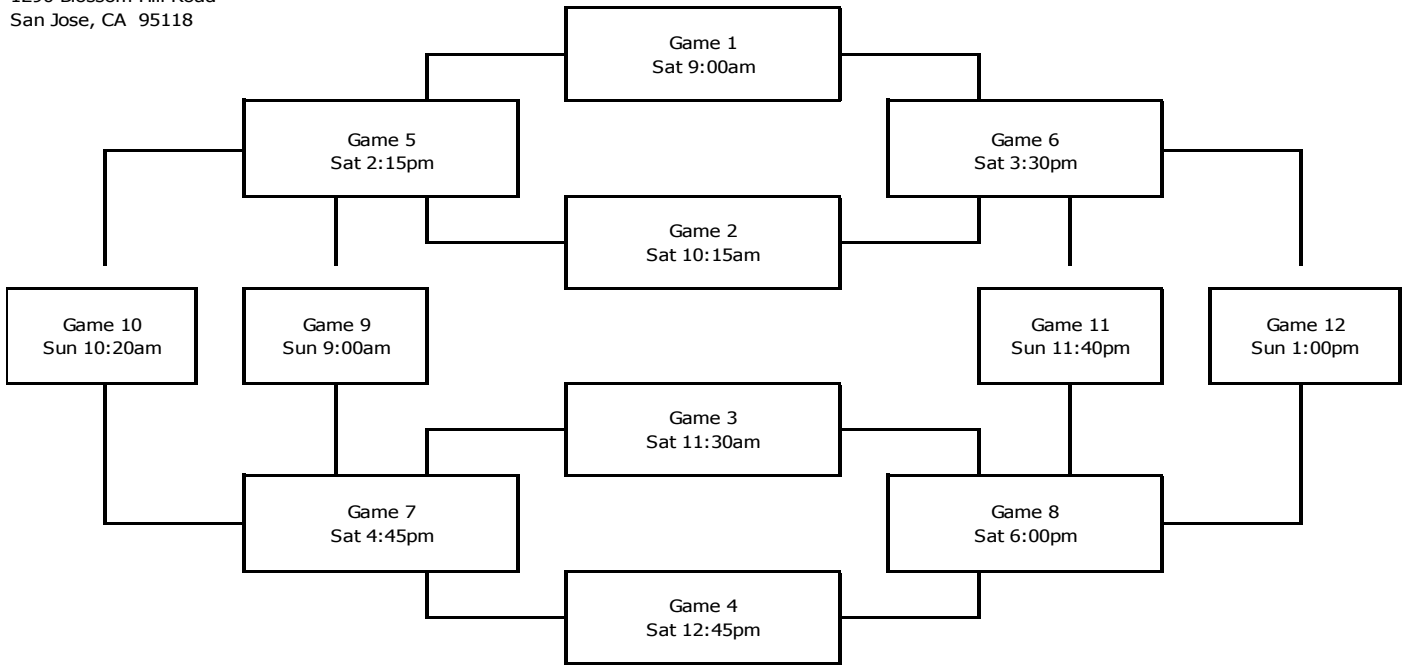 San Jose, CA 95118
Game 1
Sat 9:00am
Game 5
Sat 2:15pm
Game 6
Sat 3:30pm
Game 2
Sat 10:15am
Game 10
Sun 10:20am
Game 9
Sun 9:00am
Game 11
Sun 11:40pm
Game 12
Sun 1:00pm
Game 3
Sat 11:30am
Game 7
Sat 4:45pm
Game 8
Sat 6:00pm
Game 4
Sat 12:45pm